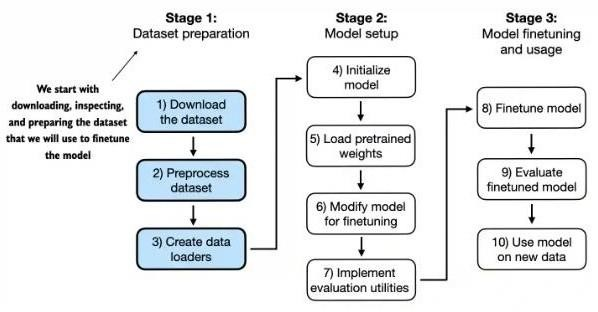 Stage 1:
Dataset preparation
We start with
downloading, inspecting,
and preparing the dataset
that we will use to finetune
the model
1) Download
the dataset
2) Preprocess
dataset
3) Create data
loaders
Stage 2:
Model setup
4) Initialize
model
5) Load pretrained
weights
6) Modify model
for finetuning
7) Implement
evaluation utilities
Stage 3:
Model finetuning
and usage
8) Finetune model
9) Evaluate
finetuned model
10) Use model
on new data